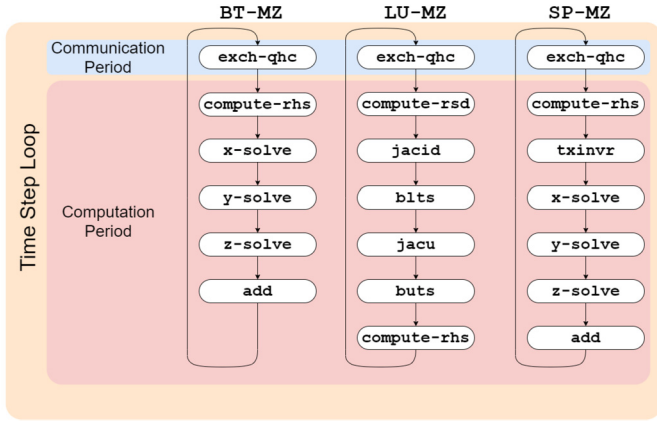 BT-MZ LU-MZ SP-MZ
Time Step Loop
Communication
Period
exch-qhc exch-qhc exch-qhc
Computation
Period
compute-rhs compute-rsd compute-rhs
x-solve jacid txinvr
y-solve blts x-solve
z-solve jacu y-solve
add buts z-solve
compute-rhs add